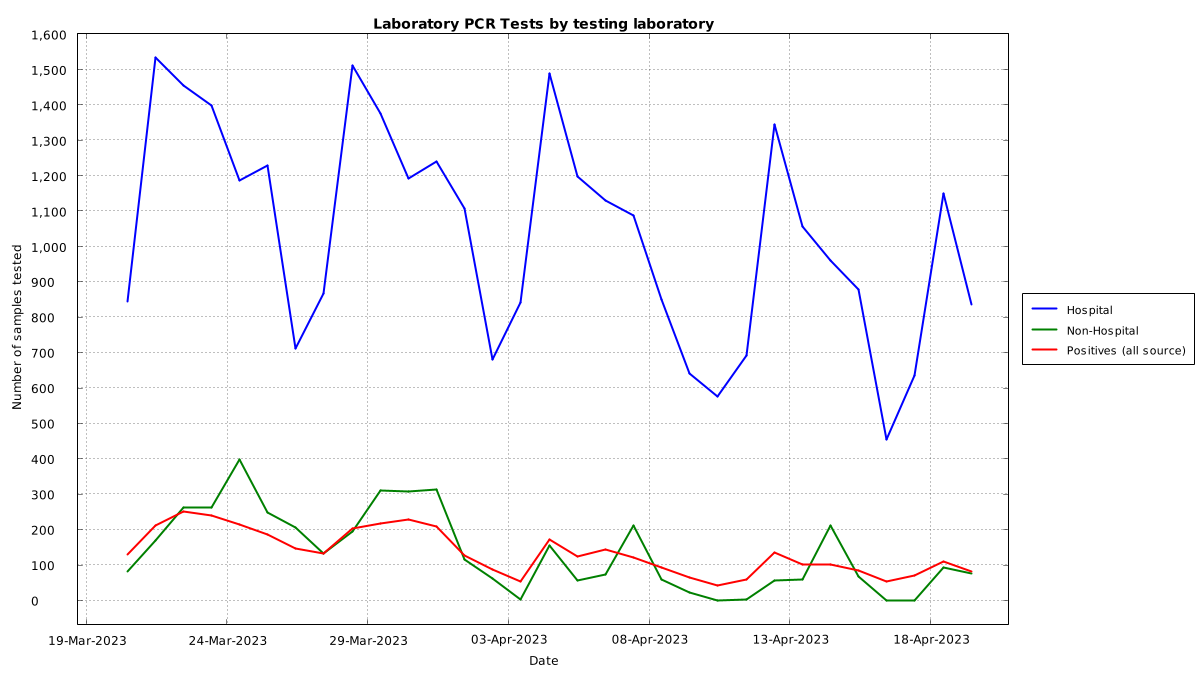 Laboratory PCR Tests by testing laboratory
1,600
1,500
1,400
1,300
1,200
1,100
1,000
900
800
700
600
500
400
300
200
100
0
Number of samples tested
19-Mar-2023 24-Mar-2023 29-Mar-2023 03-Apr-2023 08-Apr-2023 13-Apr-2023 18-Apr-2023
Date
Hospital
Non-Hospital
Positives (all source)